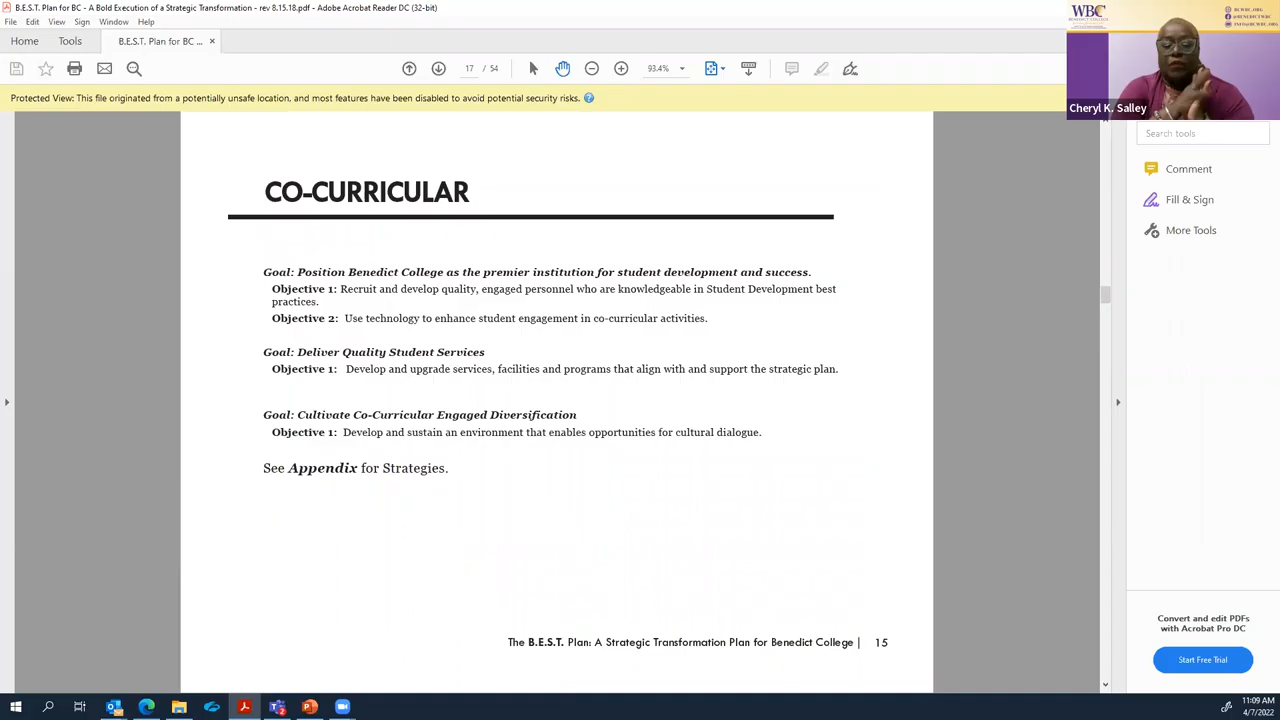 B.E.S.T. Plan for BC - A Bold Execution of a Strategic Transformation - rev 8.15.18.pdf - Adobe Acrobat Reader DC (32-bit)
File Edit View Sign Window Help
Home Tools B.E.S.T. Plan for BC ... ×
17 / 54 93.4%
Protected View: This file originated from a potentially unsafe location, and most features have been disabled to avoid potential security risks.
WBC
BENEDICT COLLEGE
BCWBC.ORG
@BENEDICTWBC
INFO@BCWBC.ORG
Cheryl K. Salley
Search tools
Comment
Fill & Sign
More Tools
CO-CURRICULAR
Goal: Position Benedict College as the premier institution for student development and success.
Objective 1: Recruit and develop quality, engaged personnel who are knowledgeable in Student Development best
practices.
Objective 2: Use technology to enhance student engagement in co-curricular activities.
Goal: Deliver Quality Student Services
Objective 1: Develop and upgrade services, facilities and programs that align with and support the strategic plan.
Goal: Cultivate Co-Curricular Engaged Diversification
Objective 1: Develop and sustain an environment that enables opportunities for cultural dialogue.
See Appendix for Strategies.
The B.E.S.T. Plan: A Strategic Transformation Plan for Benedict College | 15
Convert and edit PDFs
with Acrobat Pro DC
Start Free Trial
11:09 AM
4/7/2022